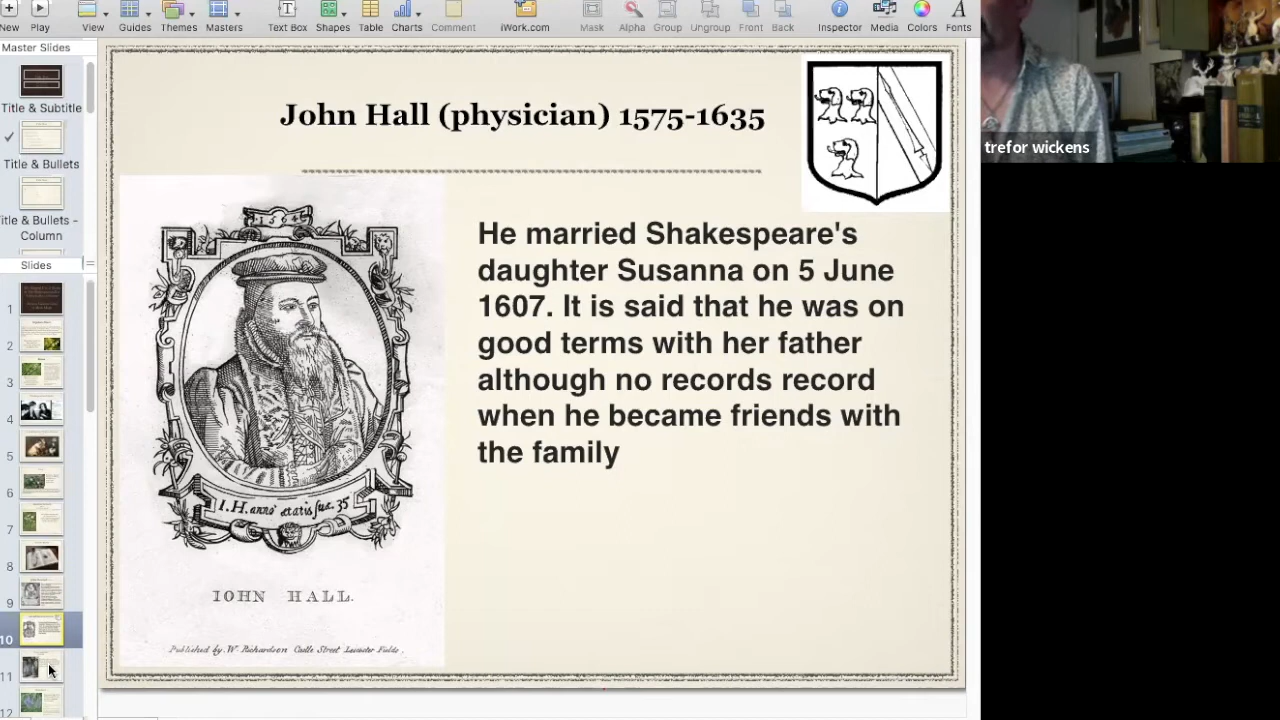 New Play View Guides Themes Masters Text Box Shapes Table Charts Comment iWork.com Mask Alpha Group Ungroup Front Back Inspector Media Colors Fonts
Master Slides
Title & Subtitle
Title & Bullets
itle & Bullets -
Column
Slides
1
2
3
4
5
6
7
8
9
10
11
12
John Hall (physician) 1575-1635
He married Shakespeare's
daughter Susanna on 5 June
1607. It is said that he was on
good terms with her father
although no records record
when he became friends with
the family
1564
I.H. anno ætatis suæ. 35
IOHN HALL.
Published by W. Richardson Castle Street Leicester Fields.
trefor wickens